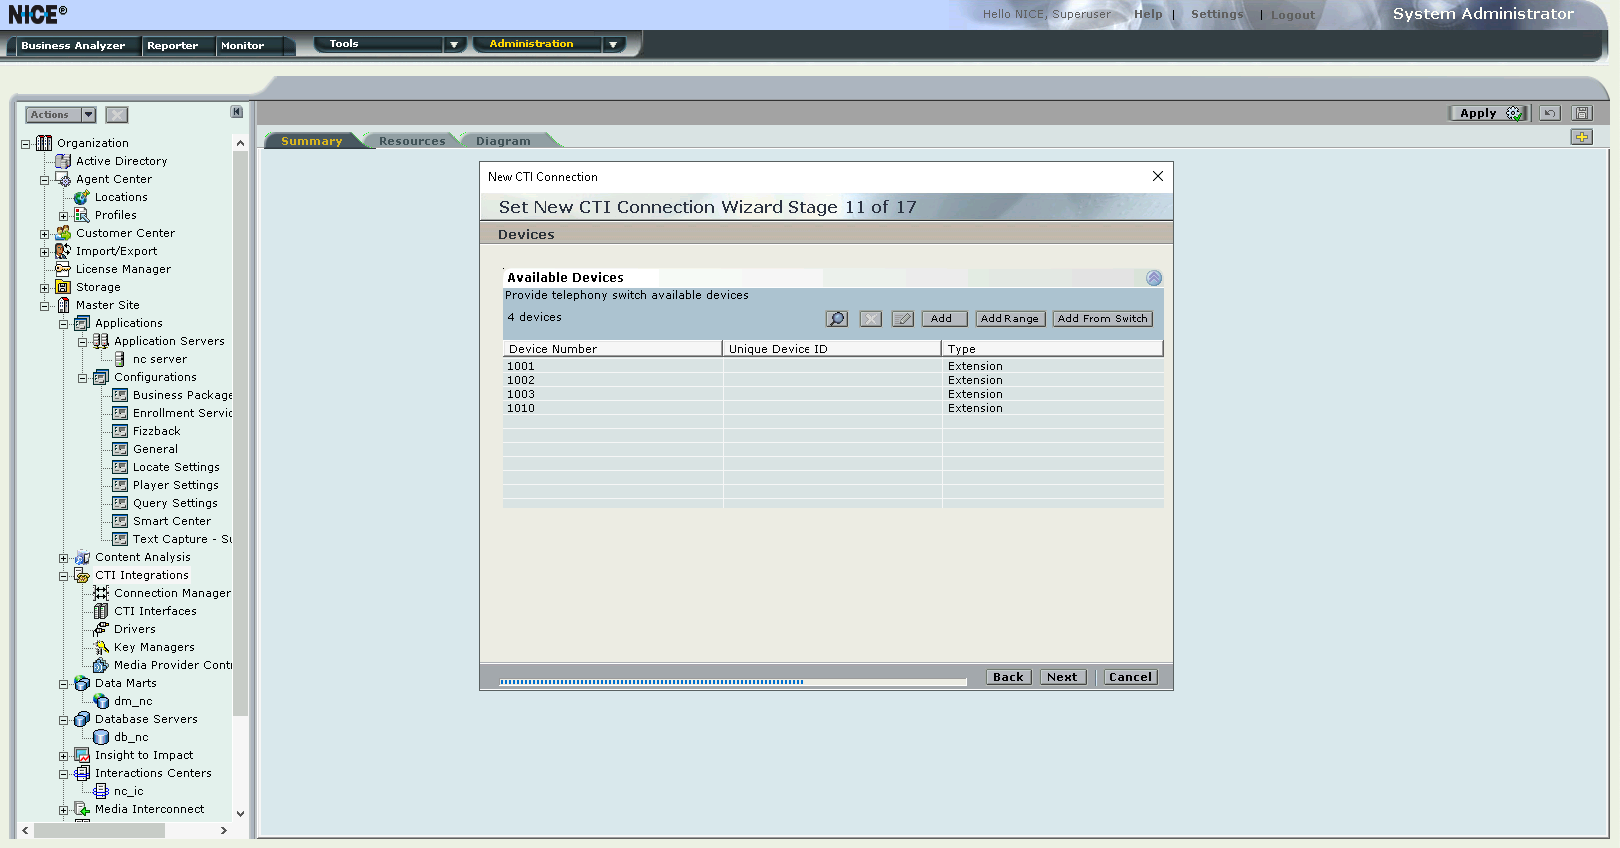 NICE®
Hello NICE, Superuser Help | Settings | Logout
System Administrator
Business Analyzer Reporter Monitor Tools Administration
Actions
Apply
Summary Resources Diagram
Organization
Active Directory
Agent Center
Locations
Profiles
Customer Center
Import/Export
License Manager
Storage
Master Site
Applications
Application Servers
nc server
Configurations
Business Package
Enrollment Servic
Fizzback
General
Locate Settings
Player Settings
Query Settings
Smart Center
Text Capture - Su
Content Analysis
CTI Integrations
Connection Manager
CTI Interfaces
Drivers
Key Managers
Media Provider Cont
Data Marts
dm_nc
Database Servers
db_nc
Insight to Impact
Interactions Centers
nc_ic
Media Interconnect
New CTI Connection
Set New CTI Connection Wizard Stage 11 of 17
Devices
Available Devices
Provide telephony switch available devices
4 devices
Add Add Range Add From Switch
Device Number Unique Device ID Type
1001 Extension
1002 Extension
1003 Extension
1010 Extension
Back Next Cancel